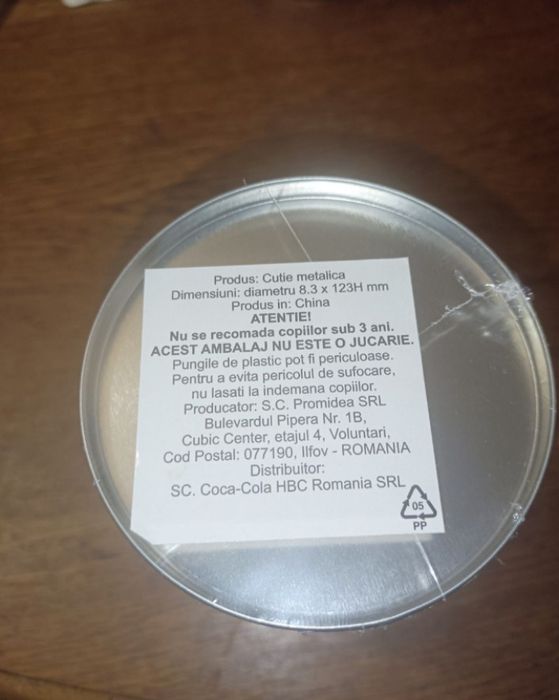 Produs: Cutie metalica
Dimensiuni: diametru 8.3 x 123H mm
Produs in: China
ATENTIE!
Nu se recomada copiilor sub 3 ani.
ACEST AMBALAJ NU ESTE O JUCARIE.
Pungile de plastic pot fi periculoase.
Pentru a evita pericolul de sufocare,
nu lasati la indemana copiilor.
Producator: S.C. Promidea SRL
Bulevardul Pipera Nr. 1B,
Cubic Center, etajul 4, Voluntari,
Cod Postal: 077190, Ilfov - ROMANIA
Distribuitor:
SC. Coca-Cola HBC Romania SRL
05
PP